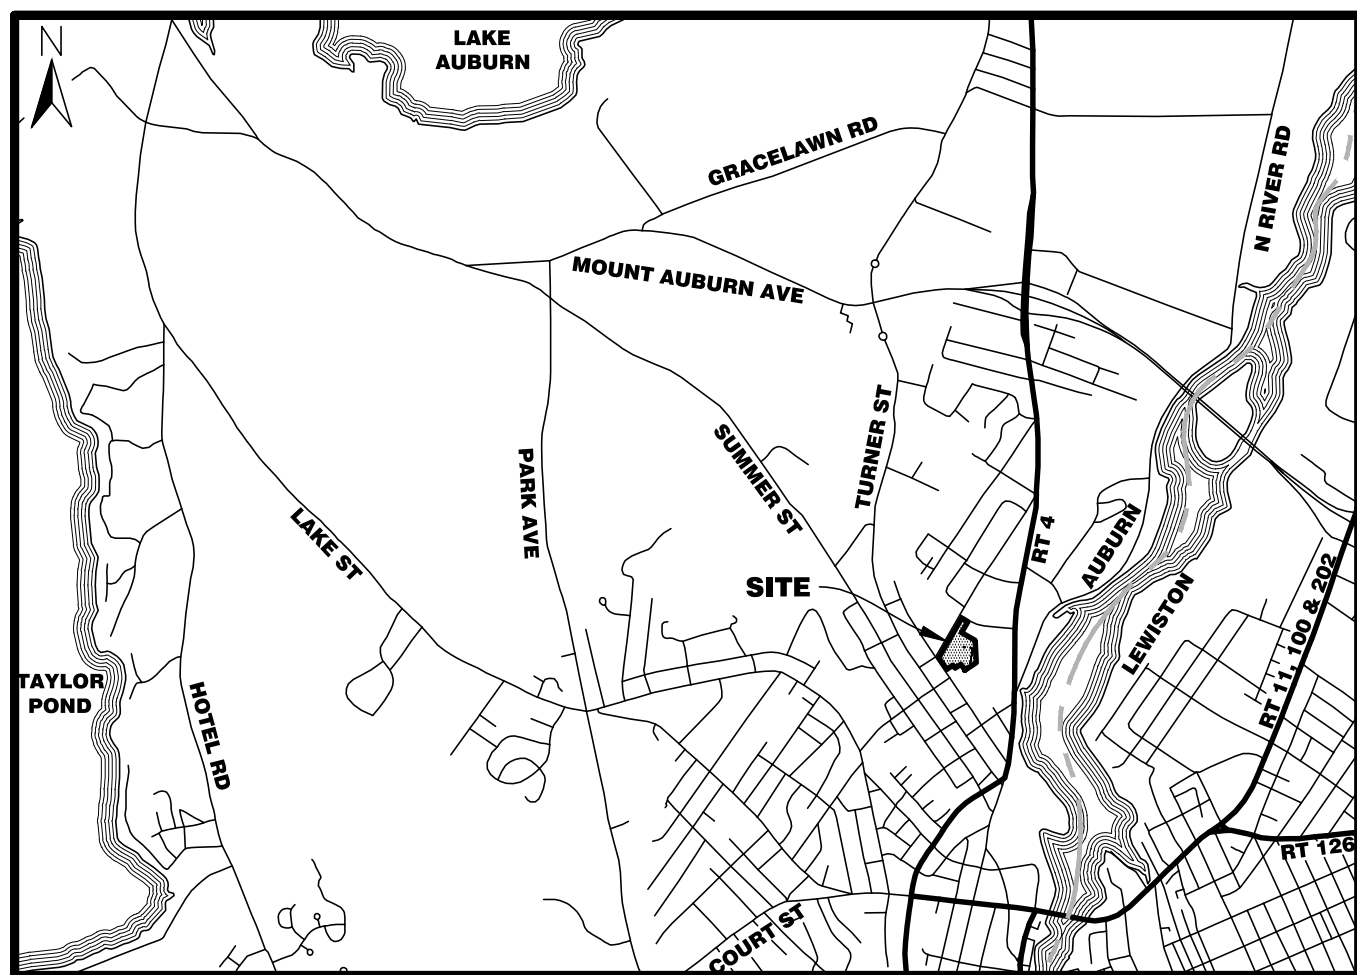 LAKE
AUBURN
N
GRACELAWN RD
N RIVER RD
MOUNT AUBURN AVE
TURNER ST
SUMMER ST
PARK AVE
LAKE ST
RT 4
AUBURN
LEWISTON
RT 11, 100 & 202
SITE
TAYLOR
POND
HOTEL RD
RT 126
COURT ST